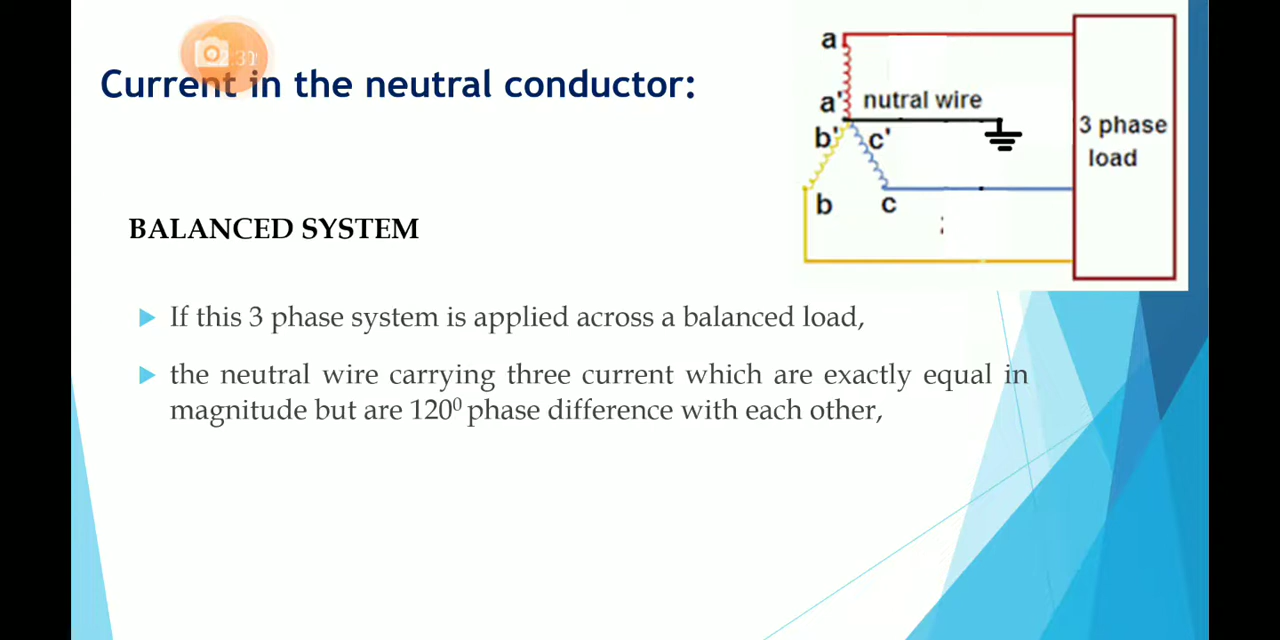 Current in the neutral conductor:
BALANCED SYSTEM
If this 3 phase system is applied across a balanced load,
the neutral wire carrying three current which are exactly equal in
magnitude but are 120⁰ phase difference with each other,
a
a'
nutral wire
b'
c'
b
c
3 phase
load